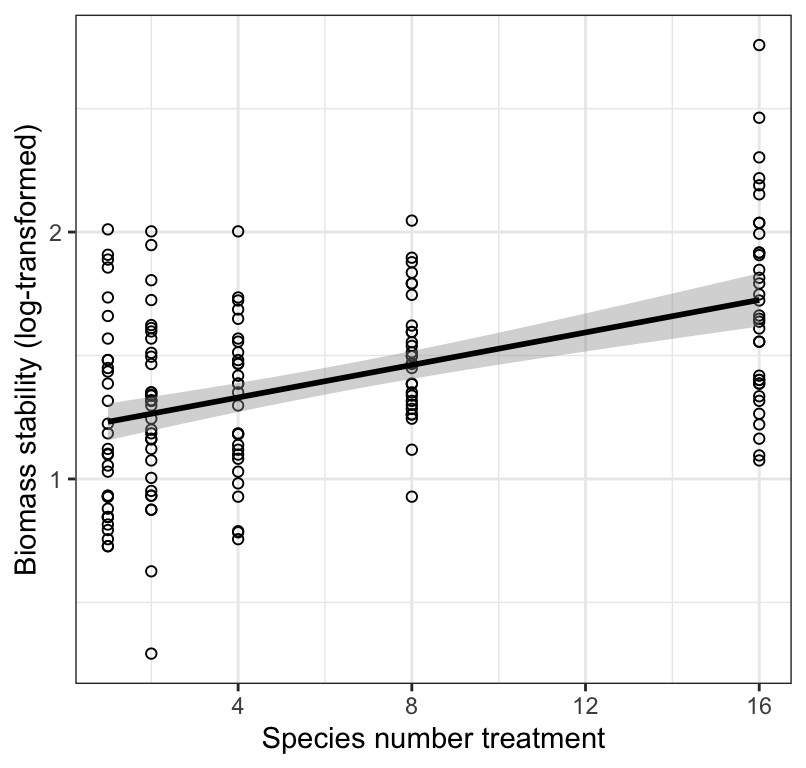 Biomass stability (log-transformed)
2
1
4 8 12 16
Species number treatment